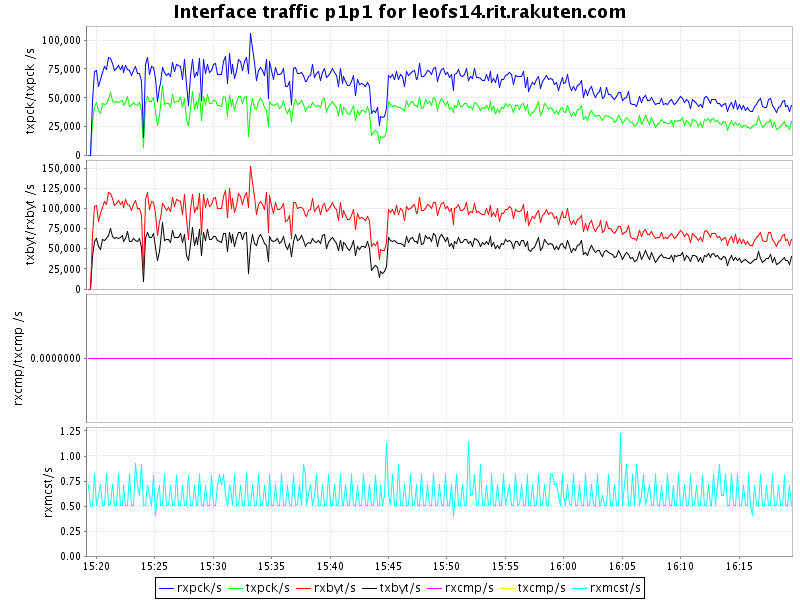 Interface traffic p1p1 for leofs14.rit.rakuten.com
txpck/txpck /s
100,000
75,000
50,000
25,000
0
txbyt/rxbyt /s
150,000
125,000
100,000
75,000
50,000
25,000
0
rxcmp/txcmp /s
0.0000000
rxmcst/s
1.25
1.00
0.75
0.50
0.25
0.00
15:20 15:25 15:30 15:35 15:40 15:45 15:50 15:55 16:00 16:05 16:10 16:15
rxpck/s txpck/s rxbyt/s txbyt/s rxcmp/s txcmp/s rxmcst/s